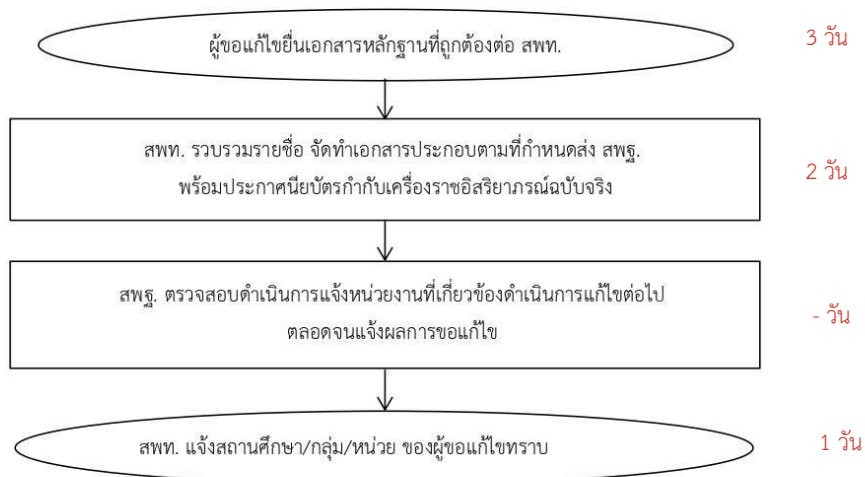 ผู้ขอแก้ไขยื่นเอกสารหลักฐานที่ถูกต้องต่อ สพท.
3 วัน
สพท. รวบรวมรายชื่อ จัดทำเอกสารประกอบตามที่กำหนดส่ง สพฐ.
พร้อมประกาศนียบัตรกำกับเครื่องราชอิสริยาภรณ์ฉบับจริง
2 วัน
สพฐ. ตรวจสอบดำเนินการแจ้งหน่วยงานที่เกี่ยวข้องดำเนินการแก้ไขต่อไป
ตลอดจนแจ้งผลการขอแก้ไข
- วัน
สพท. แจ้งสถานศึกษา/กลุ่ม/หน่วย ของผู้ขอแก้ไขทราบ
1 วัน